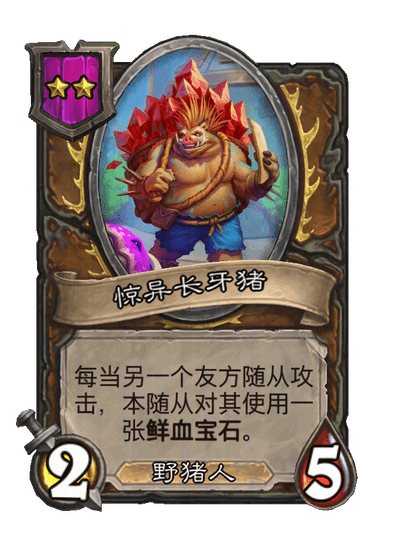 惊异长牙猪
每当另一个友方随从攻
击，本随从对其使用一
张鲜血宝石。
2
野猪人
5